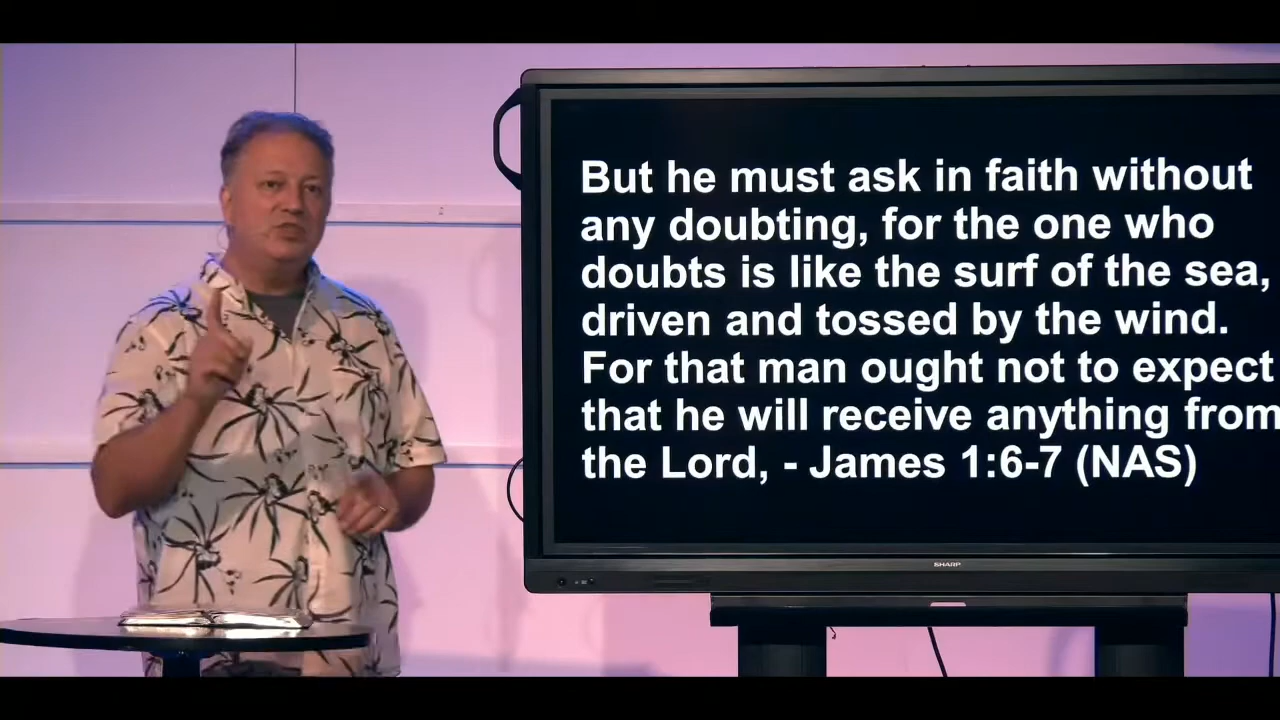 But he must ask in faith without
any doubting, for the one who
doubts is like the surf of the sea,
driven and tossed by the wind.
For that man ought not to expect
that he will receive anything from
the Lord, - James 1:6-7 (NAS)
SHARP